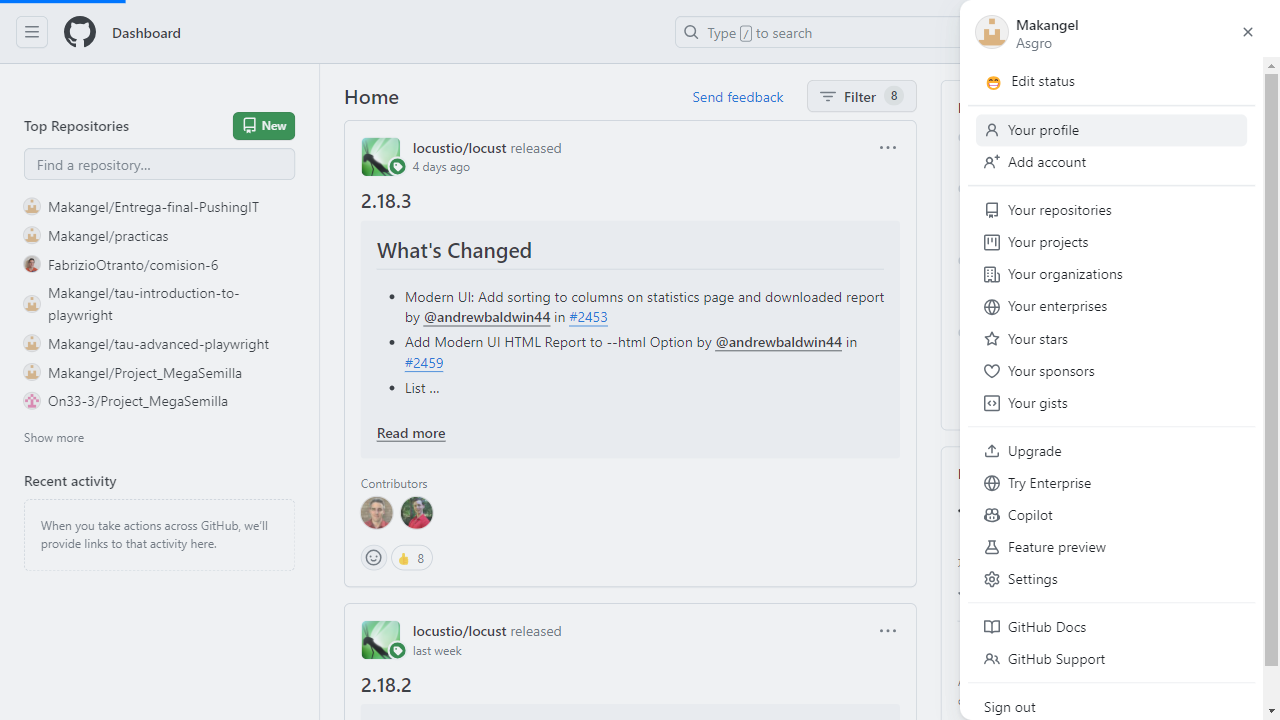 Dashboard
Type / to search
Top Repositories
New
Find a repository...
Makangel/Entrega-final-PushingIT
Makangel/practicas
FabrizioOtranto/comision-6
Makangel/tau-introduction-to-
playwright
Makangel/tau-advanced-playwright
Makangel/Project_MegaSemilla
On33-3/Project_MegaSemilla
Show more
Recent activity
When you take actions across GitHub, we'll
provide links to that activity here.
Home
Send feedback
Filter 8
locustio/locust released
4 days ago
2.18.3
What's Changed
Modern UI: Add sorting to columns on statistics page and downloaded report
by @andrewbaldwin44 in #2453
Add Modern UI HTML Report to --html Option by @andrewbaldwin44 in
#2459
List ...
Read more
Contributors
8
locustio/locust released
last week
2.18.2
Makangel
Asgro
Edit status
Your profile
Add account
Your repositories
Your projects
Your organizations
Your enterprises
Your stars
Your sponsors
Your gists
Upgrade
Try Enterprise
Copilot
Feature preview
Settings
GitHub Docs
GitHub Support
Sign out